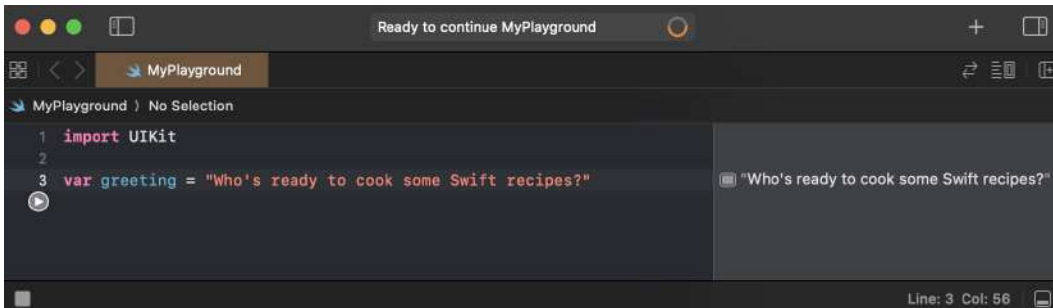 Ready to continue MyPlayground
MyPlayground
MyPlayground ⟩ No Selection
1 import UIKit
2
3 var greeting = "Who's ready to cook some Swift recipes?"
"Who's ready to cook some Swift recipes?"
Line: 3 Col: 56